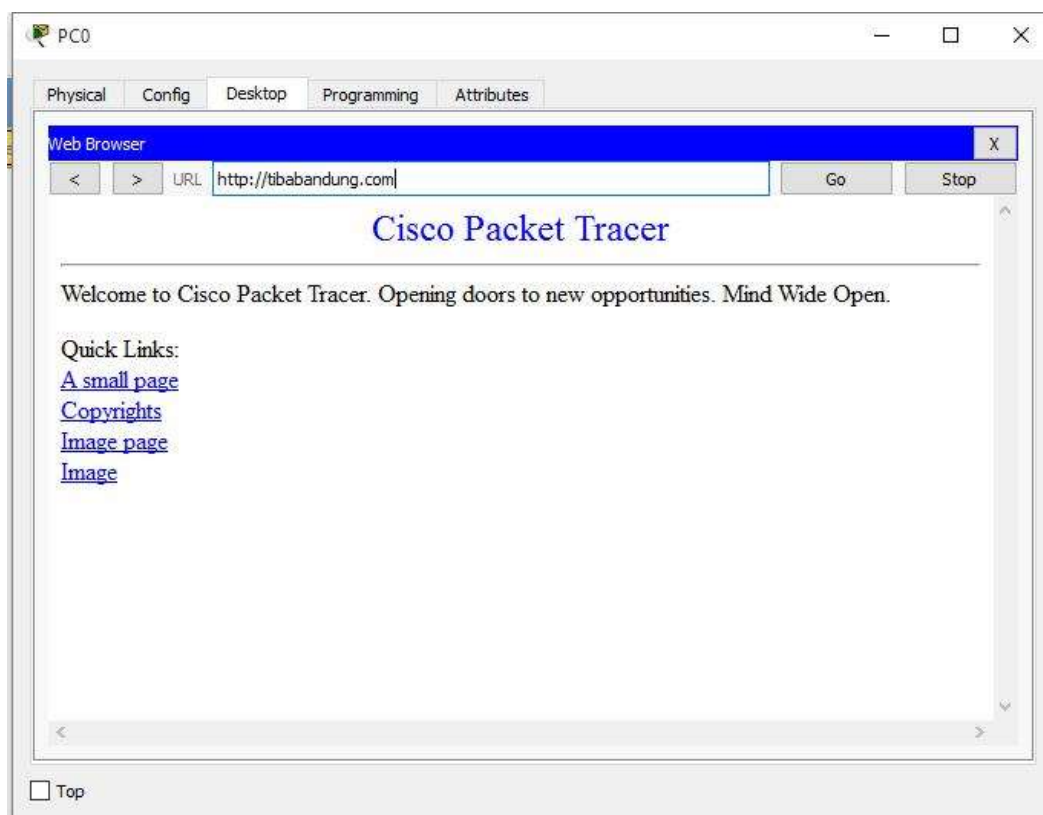 PC0
Physical Config Desktop Programming Attributes
Web Browser X
< > URL http://tibabandung.com Go Stop
Cisco Packet Tracer
Welcome to Cisco Packet Tracer. Opening doors to new opportunities. Mind Wide Open.
Quick Links:
A small page
Copyrights
Image page
Image
Top